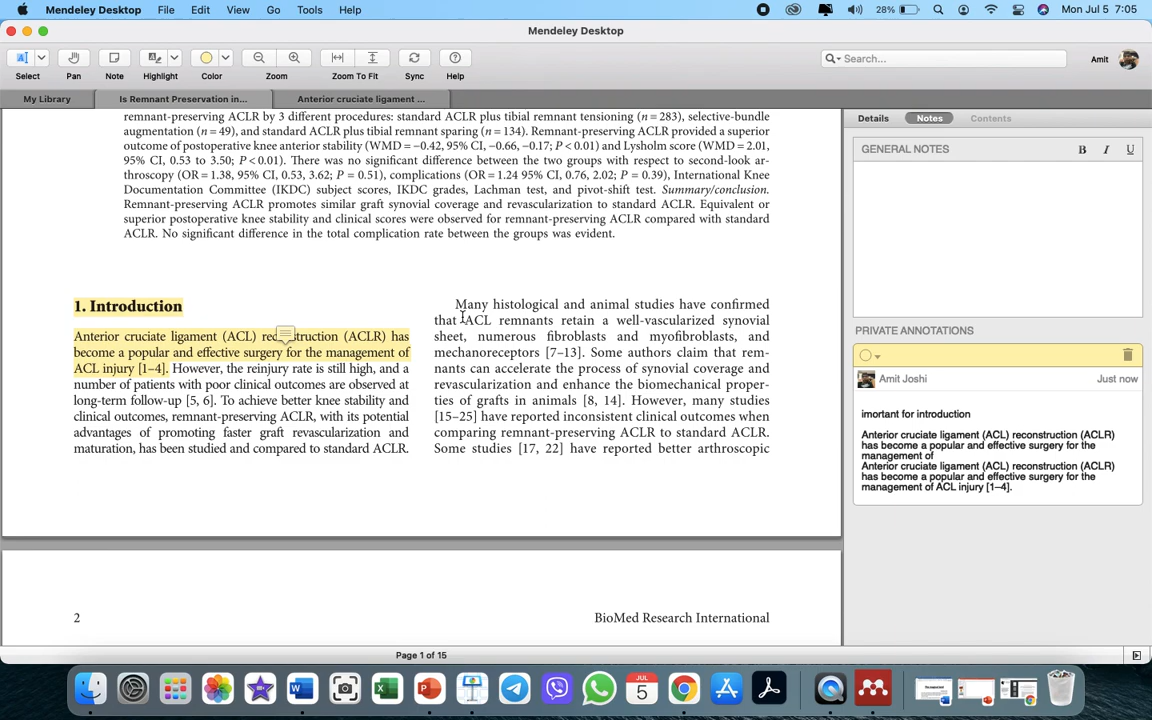 Mendeley Desktop File Edit View Go Tools Help 28% Mon Jul 5 7:05
Mendeley Desktop
Select Pan Note Highlight Color Zoom Zoom To Fit Sync Help
Search...
Amit
My Library Is Remnant Preservation in... Anterior cruciate ligament ...
remnant-preserving ACLR by 3 different procedures: standard ACLR plus tibial remnant tensioning (n = 283), selective-bundle
augmentation (n = 49), and standard ACLR plus tibial remnant sparing (n = 134). Remnant-preserving ACLR provided a superior
outcome of postoperative knee anterior stability (WMD = −0.42, 95% CI, −0.66, −0.17; P < 0.01) and Lysholm score (WMD = 2.01,
95% CI, 0.53 to 3.50; P < 0.01). There was no significant difference between the two groups with respect to second-look ar-
throscopy (OR = 1.38, 95% CI, 0.53, 3.62; P = 0.51), complications (OR = 1.24 95% CI, 0.76, 2.02; P = 0.39), International Knee
Documentation Committee (IKDC) subject scores, IKDC grades, Lachman test, and pivot-shift test. Summary/conclusion.
Remnant-preserving ACLR promotes similar graft synovial coverage and revascularization to standard ACLR. Equivalent or
superior postoperative knee stability and clinical scores were observed for remnant-preserving ACLR compared with standard
ACLR. No significant difference in the total complication rate between the groups was evident.
1. Introduction
Anterior cruciate ligament (ACL) reconstruction (ACLR) has
become a popular and effective surgery for the management of
ACL injury [1–4]. However, the reinjury rate is still high, and a
number of patients with poor clinical outcomes are observed at
long-term follow-up [5, 6]. To achieve better knee stability and
clinical outcomes, remnant-preserving ACLR, with its potential
advantages of promoting faster graft revascularization and
maturation, has been studied and compared to standard ACLR.
Many histological and animal studies have confirmed
that ACL remnants retain a well-vascularized synovial
sheet, numerous fibroblasts and myofibroblasts, and
mechanoreceptors [7–13]. Some authors claim that rem-
nants can accelerate the process of synovial coverage and
revascularization and enhance the biomechanical proper-
ties of grafts in animals [8, 14]. However, many studies
[15–25] have reported inconsistent clinical outcomes when
comparing remnant-preserving ACLR to standard ACLR.
Some studies [17, 22] have reported better arthroscopic
2
BioMed Research International
Page 1 of 15
Details Notes Contents
GENERAL NOTES B I U
PRIVATE ANNOTATIONS
Amit Joshi Just now
imortant for introduction
Anterior cruciate ligament (ACL) reconstruction (ACLR)
has become a popular and effective surgery for the
management of
Anterior cruciate ligament (ACL) reconstruction (ACLR)
has become a popular and effective surgery for the
management of ACL injury [1–4].
JUL
5